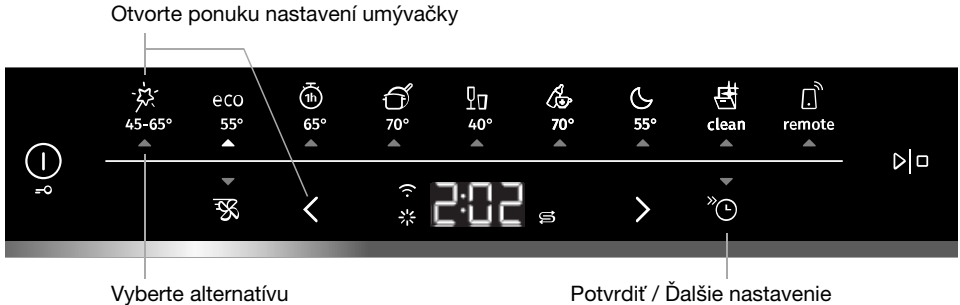 Otvorte ponuku nastavení umývačky
1h
eco
45-65° 55° 65° 70° 40° 70° 55° clean remote
2:02
Vyberte alternatívu
Potvrdiť / Ďalšie nastavenie